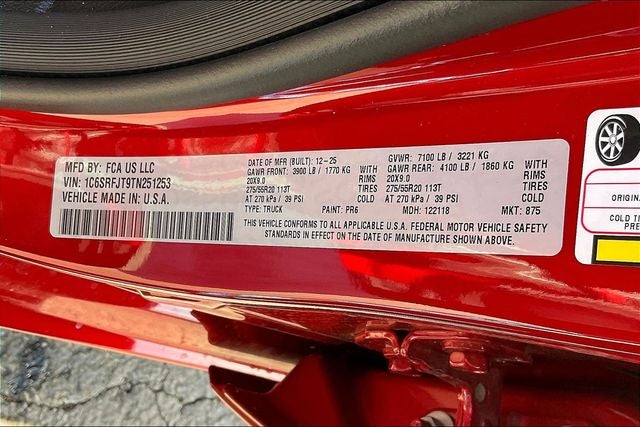 MFD BY: FCA US LLC
VIN: 1C6SRFJT9TN251253
VEHICLE MADE IN: U.S.A.
DATE OF MFR (BUILT): 12-25 GVWR: 7100 LB / 3221 KG
GAWR FRONT: 3900 LB / 1770 KG WITH GAWR REAR: 4100 LB / 1860 KG WITH
20X9.0 RIMS 20X9.0 RIMS
275/55R20 113T TIRES 275/55R20 113T TIRES
AT 270 kPa / 39 PSI COLD AT 270 kPa / 39 PSI COLD
TYPE: TRUCK PAINT: PR6 MDH: 122118 MKT: 875
THIS VEHICLE CONFORMS TO ALL APPLICABLE U.S.A. FEDERAL MOTOR VEHICLE SAFETY
STANDARDS IN EFFECT ON THE DATE OF MANUFACTURE SHOWN ABOVE.
ORIGIN
COLD TI
PRE